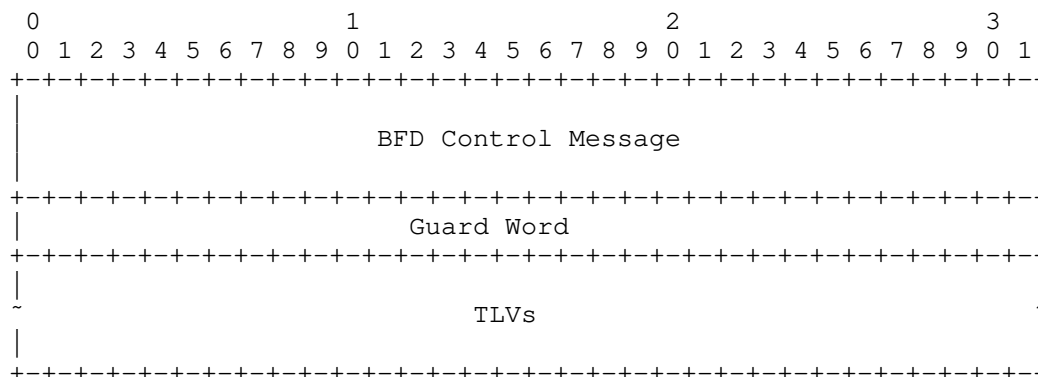 0 1 2 3
0 1 2 3 4 5 6 7 8 9 0 1 2 3 4 5 6 7 8 9 0 1 2 3 4 5 6 7 8 9 0 1
BFD Control Message
Guard Word
TLVs